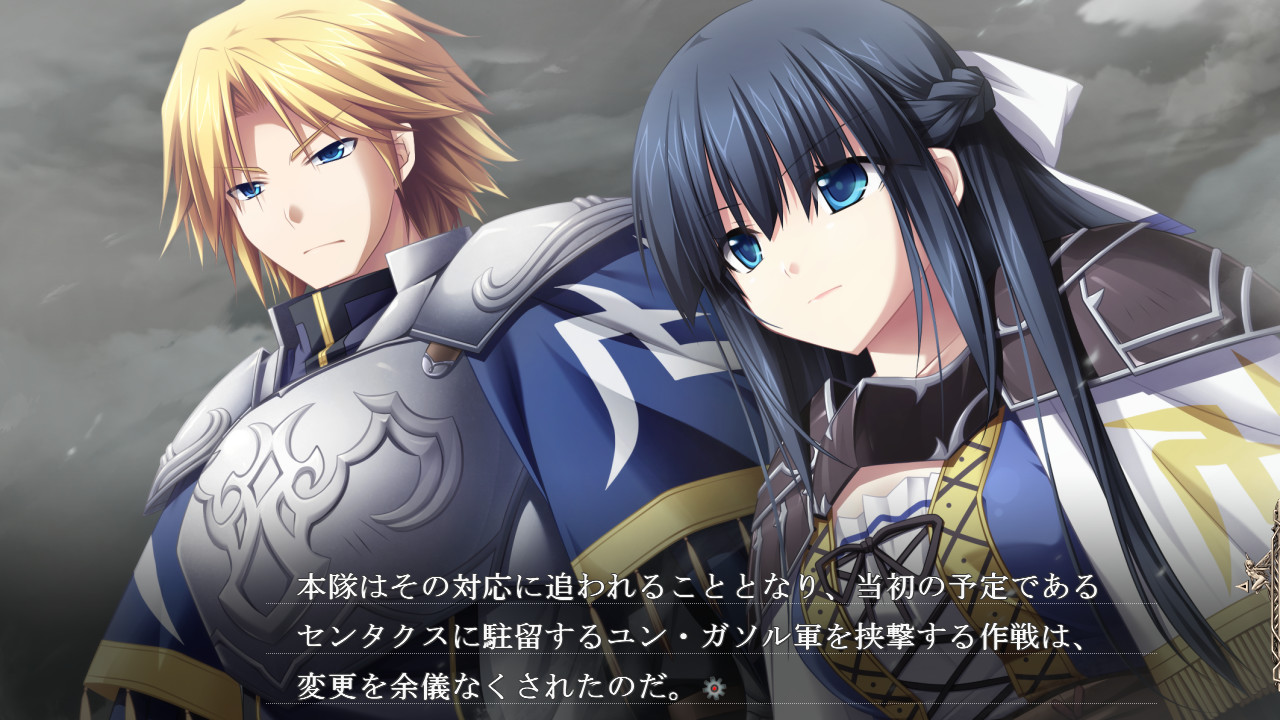 本隊はその対応に追われることとなり、当初の予定である
センタクスに駐留するユン・ガソル軍を挟撃する作戦は、
変更を余儀なくされたのだ。